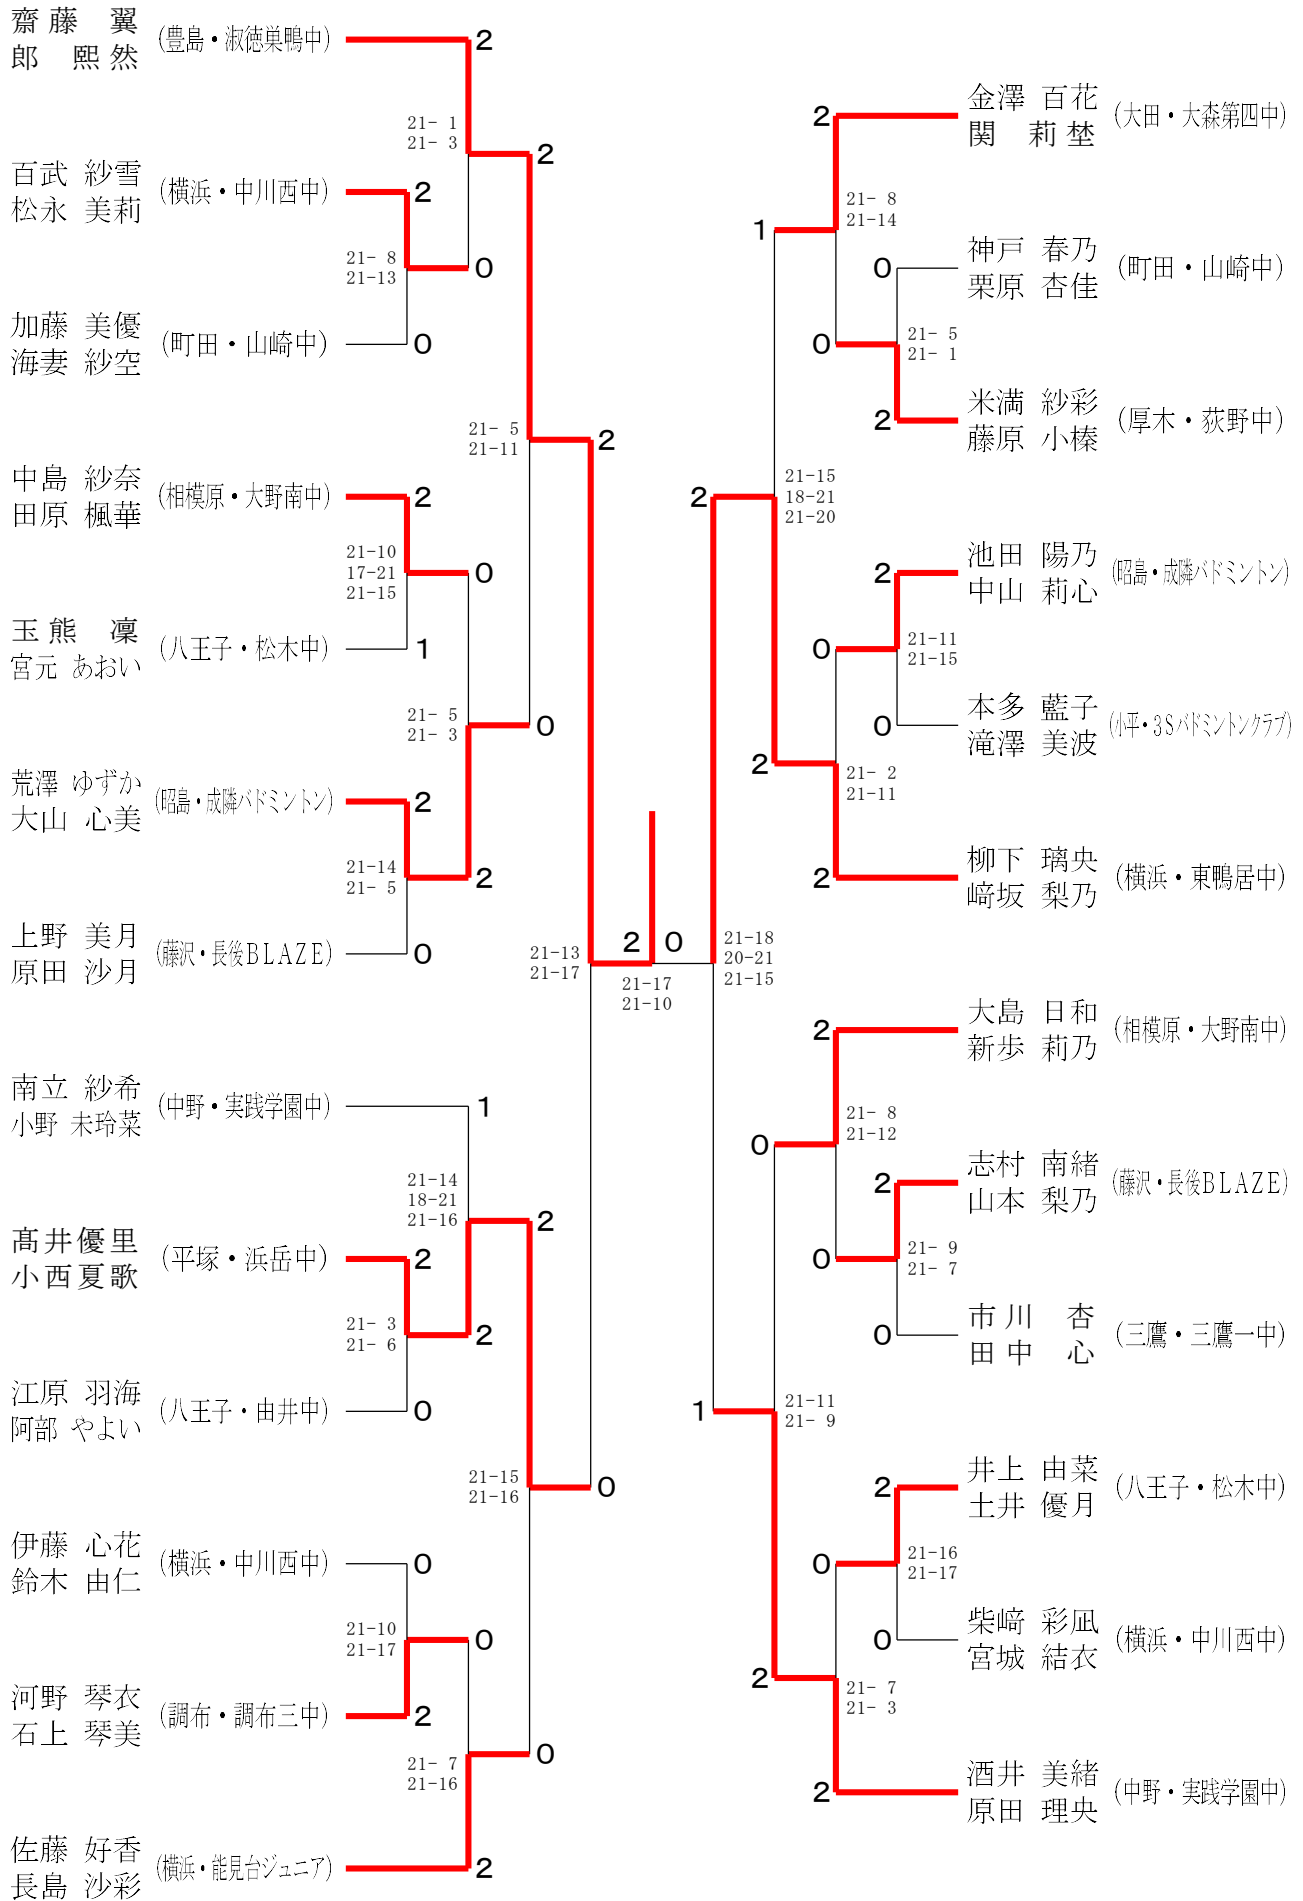 齋藤 翼
郎 熙然
(豊島・淑徳巣鴨中)
2
21- 1
21- 3
2
百武 紗雪
松永 美莉
(横浜・中川西中)
2
21- 8
21-13
0
加藤 美優
海妻 紗空
(町田・山崎中)
0
21- 5
21-11
2
中島 紗奈
田原 楓華
(相模原・大野南中)
2
21-10
17-21
21-15
0
玉熊 凜
宮元 あおい
(八王子・松木中)
1
21- 5
21- 3
0
荒澤 ゆずか
大山 心美
(昭島・成隣バドミントン)
2
21-14
21- 5
2
上野 美月
原田 沙月
(藤沢・長後BLAZE)
0
21-13
21-17
2
0
21-17
21-10
南立 紗希
小野 未玲菜
(中野・実践学園中)
1
21-14
18-21
21-16
2
髙井優里
小西夏歌
(平塚・浜岳中)
2
21- 3
21- 6
2
江原 羽海
阿部 やよい
(八王子・由井中)
0
21-15
21-16
0
伊藤 心花
鈴木 由仁
(横浜・中川西中)
0
21-10
21-17
0
河野 琴衣
石上 琴美
(調布・調布三中)
2
21- 7
21-16
0
佐藤 好香
長島 沙彩
(横浜・能見台ジュニア)
2
2
金澤 百花
関 莉埜
(大田・大森第四中)
1
21- 8
21-14
0
神戸 春乃
栗原 杏佳
(町田・山崎中)
0
21- 5
21- 1
2
米満 紗彩
藤原 小榛
(厚木・荻野中)
2
21-15
18-21
21-20
2
池田 陽乃
中山 莉心
(昭島・成隣バドミントン)
0
21-11
21-15
0
本多 藍子
滝澤 美波
(小平・3Sバドミントンクラブ)
2
21- 2
21-11
2
柳下 璃央
﨑坂 梨乃
(横浜・東鴨居中)
21-18
20-21
21-15
2
大島 日和
新歩 莉乃
(相模原・大野南中)
0
21- 8
21-12
2
志村 南緒
山本 梨乃
(藤沢・長後BLAZE)
0
21- 9
21- 7
0
市川 杏
田中 心
(三鷹・三鷹一中)
1
21-11
21- 9
2
井上 由菜
土井 優月
(八王子・松木中)
0
21-16
21-17
0
柴﨑 彩凪
宮城 結衣
(横浜・中川西中)
2
21- 7
21- 3
2
酒井 美緒
原田 理央
(中野・実践学園中)